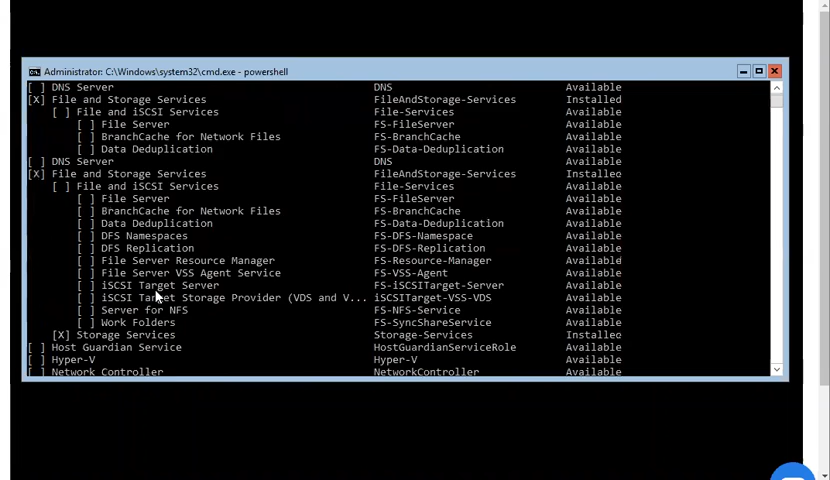 Administrator: C:\Windows\system32\cmd.exe - powershell
[ ] DNS Server DNS Available
[X] File and Storage Services FileAndStorage-Services Installed
[ ] File and iSCSI Services File-Services Available
[ ] File Server FS-FileServer Available
[ ] BranchCache for Network Files FS-BranchCache Available
[ ] Data Deduplication FS-Data-Deduplication Available
[ ] DNS Server DNS Available
[X] File and Storage Services FileAndStorage-Services Installed
[ ] File and iSCSI Services File-Services Available
[ ] File Server FS-FileServer Available
[ ] BranchCache for Network Files FS-BranchCache Available
[ ] Data Deduplication FS-Data-Deduplication Available
[ ] DFS Namespaces FS-DFS-Namespace Available
[ ] DFS Replication FS-DFS-Replication Available
[ ] File Server Resource Manager FS-Resource-Manager Available
[ ] File Server VSS Agent Service FS-VSS-Agent Available
[ ] iSCSI Target Server FS-iSCSITarget-Server Available
[ ] iSCSI Target Storage Provider (VDS and V... iSCSITarget-VSS-VDS Available
[ ] Server for NFS FS-NFS-Service Available
[ ] Work Folders FS-SyncShareService Available
[X] Storage Services Storage-Services Installed
[ ] Host Guardian Service HostGuardianServiceRole Available
[ ] Hyper-V Hyper-V Available
[ ] Network Controller NetworkController Available